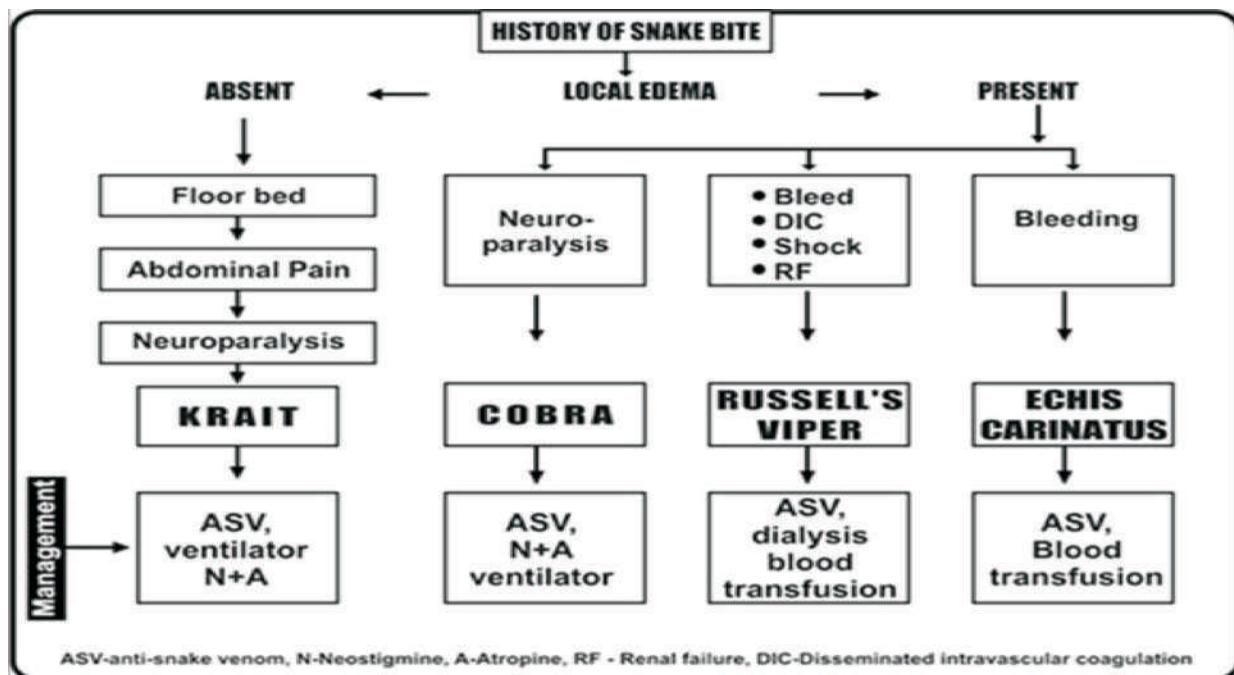 HISTORY OF SNAKE BITE
ABSENT
LOCAL EDEMA
PRESENT
Floor bed
Abdominal Pain
Neuroparalysis
KRAIT
ASV,
ventilator
N+A
Neuro-
paralysis
COBRA
ASV,
N+A
ventilator
• Bleed
• DIC
• Shock
• RF
RUSSELL'S
VIPER
ASV,
dialysis
blood
transfusion
Bleeding
ECHIS
CARINATUS
ASV,
Blood
transfusion
Management
ASV-anti-snake venom, N-Neostigmine, A-Atropine, RF - Renal failure, DIC-Disseminated intravascular coagulation